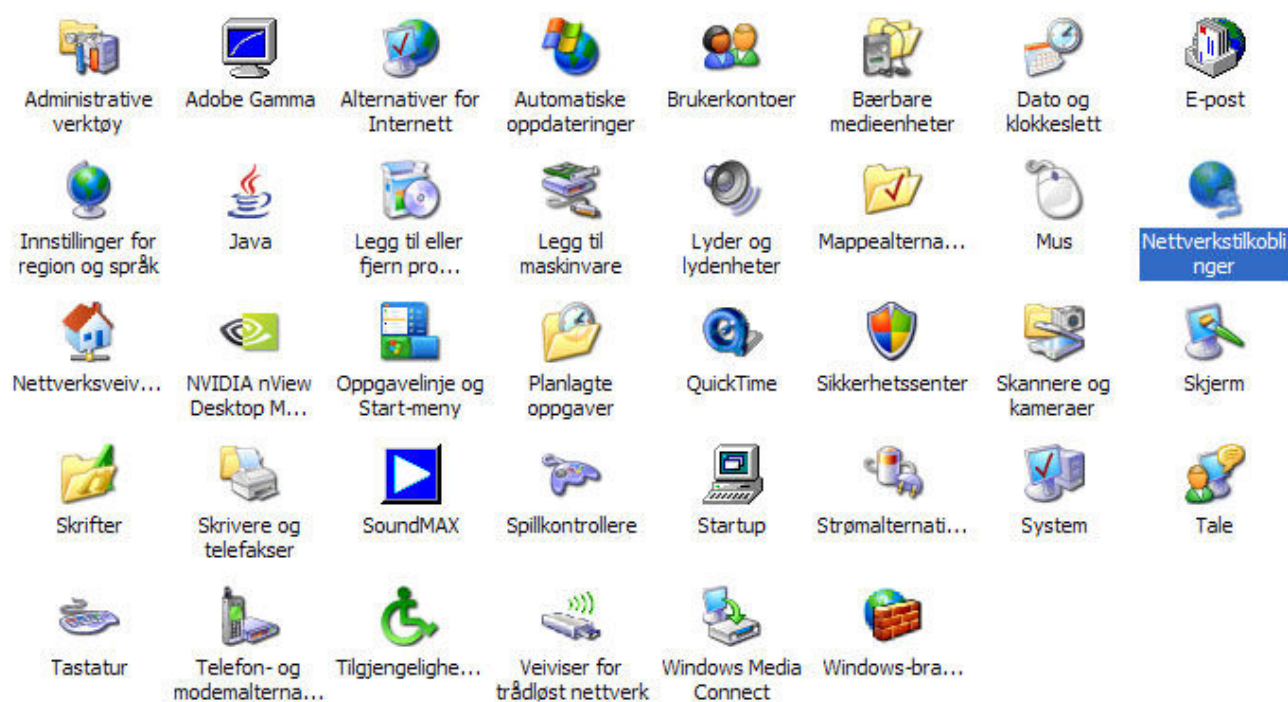 Administrative
verktøy
Adobe Gamma
Alternativer for
Internett
Automatiske
oppdateringer
Brukerkontoer
Bærbare
medieenheter
Dato og
klokkeslett
E-post
Innstillinger for
region og språk
Java
Legg til eller
fjern pro...
Legg til
maskinvare
Lyder og
lydenheter
Mappealterna...
Mus
Nettverkstilkobli
nger
Nettverksveiv...
NVIDIA nView
Desktop M...
Oppgavelinje og
Start-meny
Planlagte
oppgaver
QuickTime
Sikkerhetssenter
Skannere og
kameraer
Skjerm
Skrifter
Skrivere og
telefakser
SoundMAX
Spillkontrollere
Startup
Strømalternati...
System
Tale
Tastatur
Telefon- og
modemalterna...
Tilgjengelighe...
Veiviser for
trådløst nettverk
Windows Media
Connect
Windows-bra...